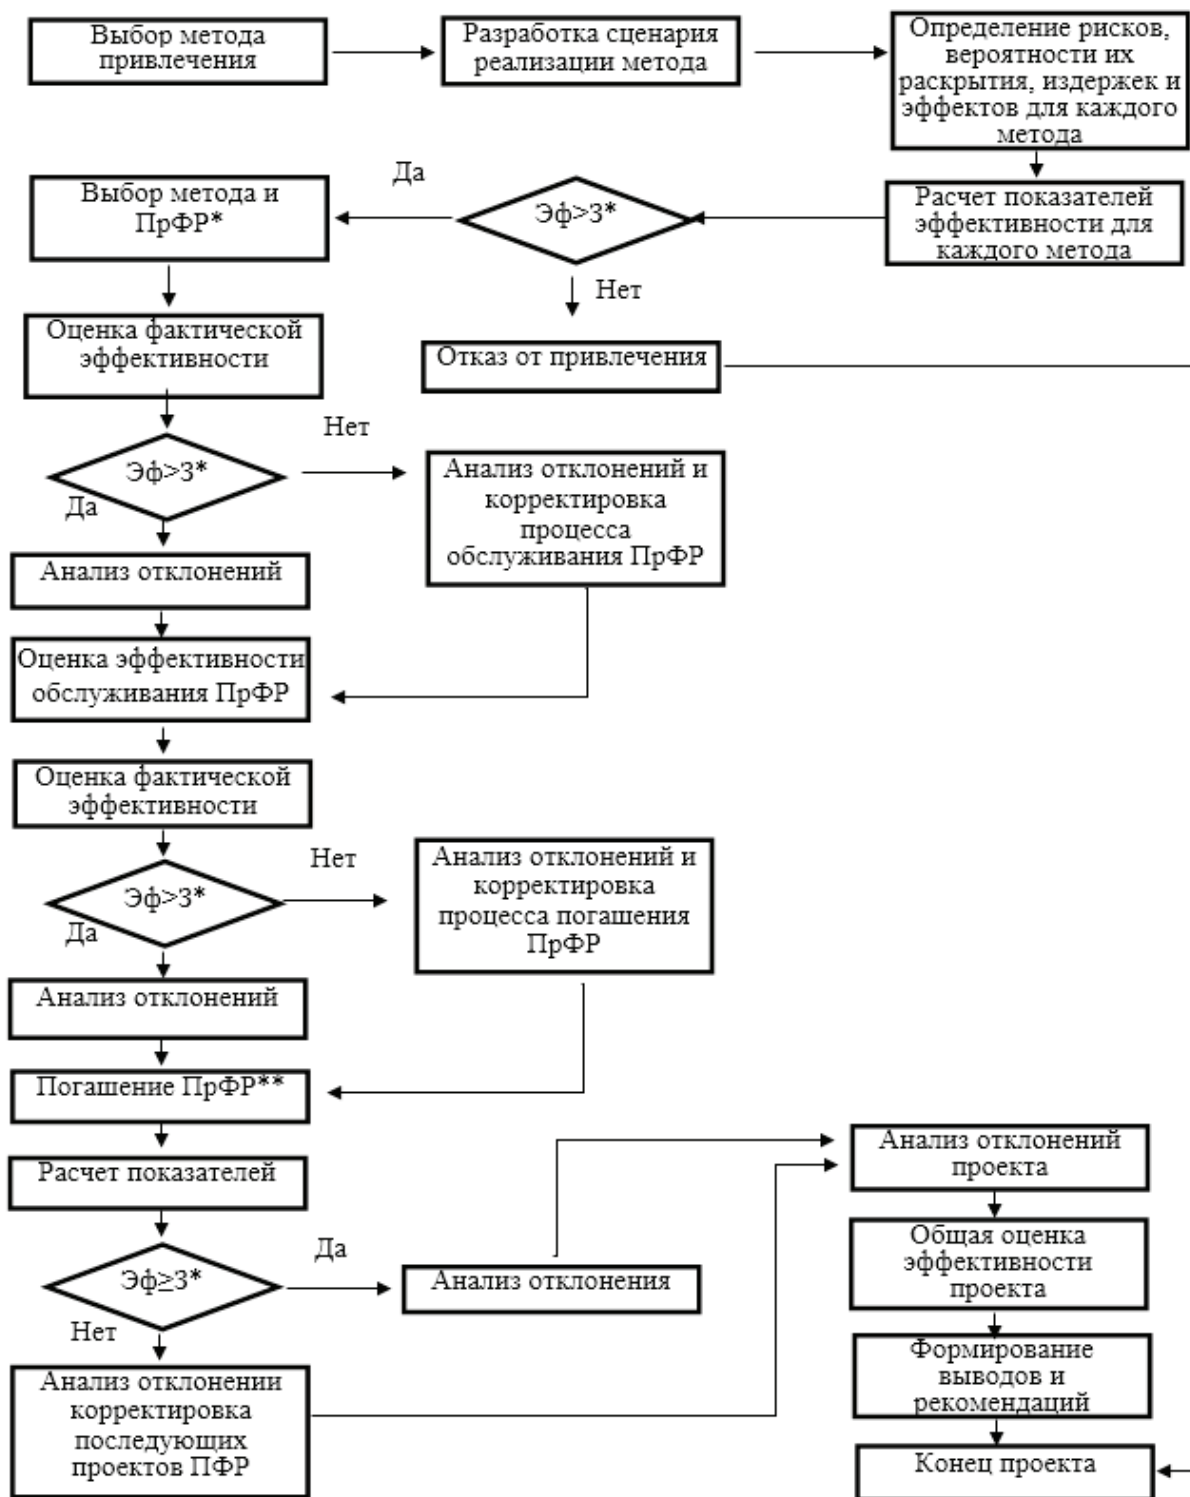 Выбор метода
привлечения
Разработка сценария
реализации метода
Определение рисков,
вероятности их
раскрытия, издержек и
эффектов для каждого
метода
Да
Выбор метода и
ПрФР*
Эф>З*
Расчет показателей
эффективности для
каждого метода
Нет
Оценка фактической
эффективности
Отказ от привлечения
Нет
Эф>З*
Да
Анализ отклонений и
корректировка
процесса
обслуживания ПрФР
Анализ отклонений
Оценка эффективности
обслуживания ПрФР
Оценка фактической
эффективности
Нет
Эф>З*
Да
Анализ отклонений и
корректировка
процесса погашения
ПрФР
Анализ отклонений
Погашение ПрФР**
Расчет показателей
Анализ отклонений
проекта
Да
Эф≥З*
Нет
Анализ отклонения
Общая оценка
эффективности
проекта
Анализ отклонении
корректировка
последующих
проектов ПФР
Формирование
выводов и
рекомендаций
Конец проекта